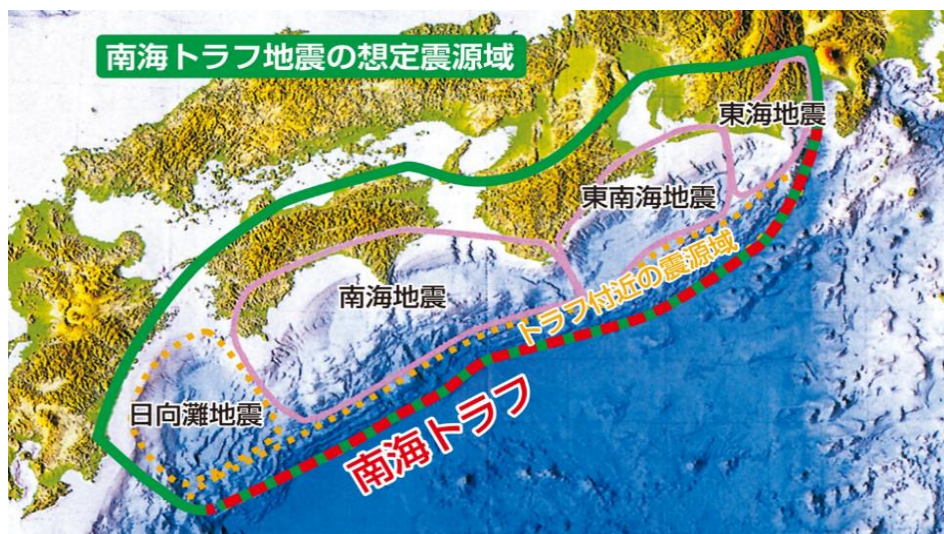 南海トラフ地震の想定震源域
東海地震
東南海地震
トラフ付近の震源域
南海地震
日向灘地震
南海トラフ